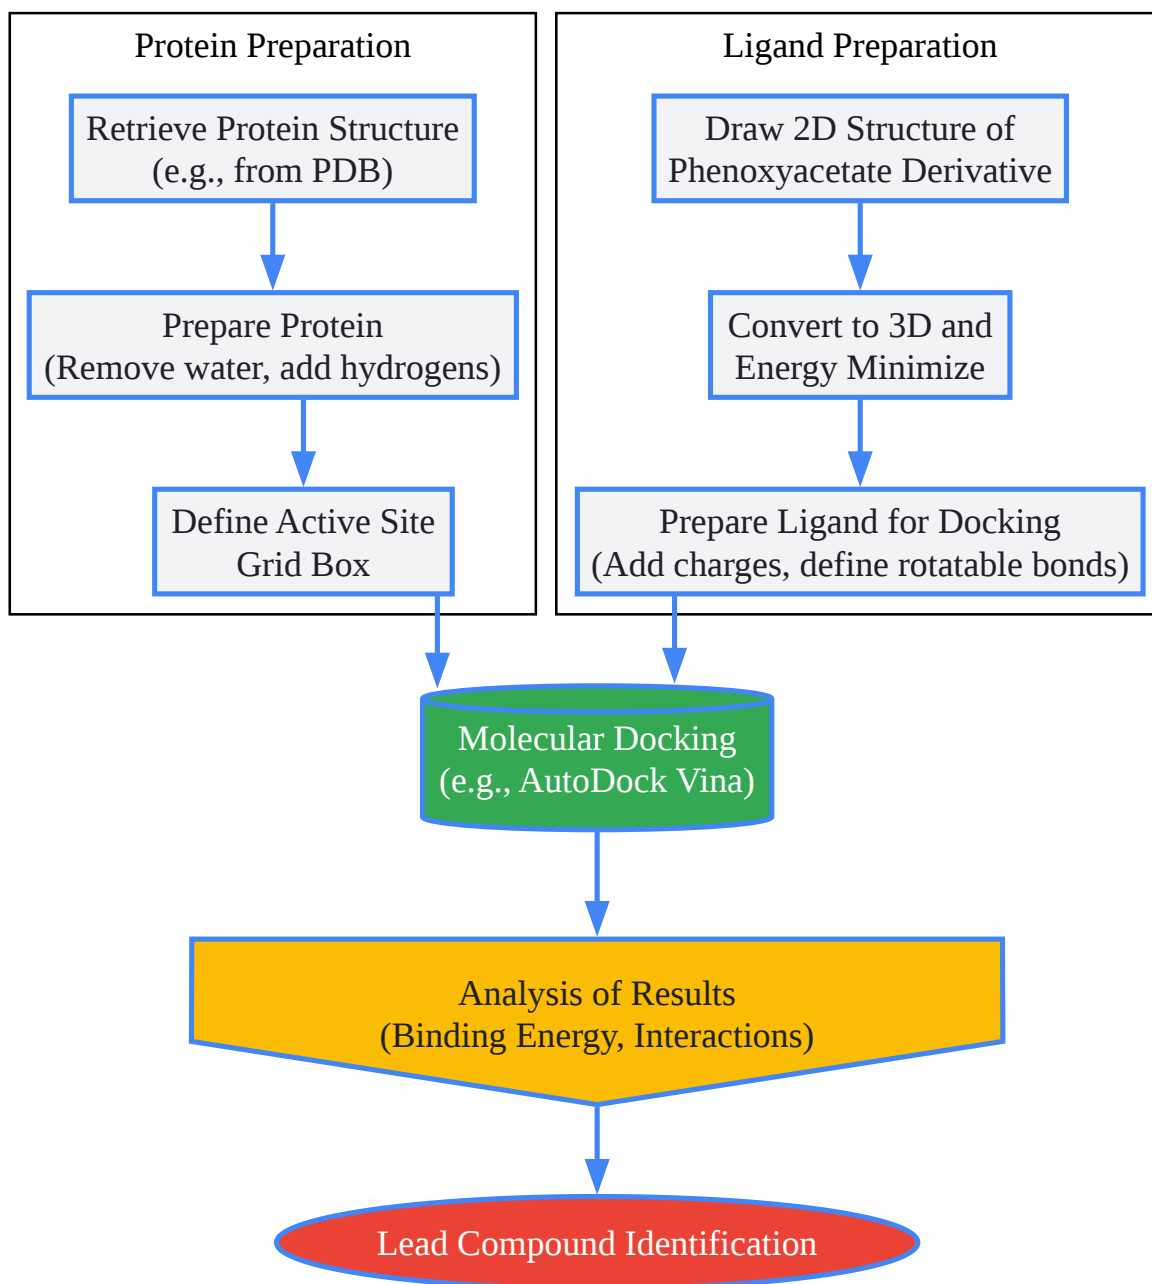 Protein Preparation
Retrieve Protein Structure
(e.g., from PDB)
Prepare Protein
(Remove water, add hydrogens)
Define Active Site
Grid Box
Ligand Preparation
Draw 2D Structure of
Phenoxyacetate Derivative
Convert to 3D and
Energy Minimize
Prepare Ligand for Docking
(Add charges, define rotatable bonds)
Molecular Docking
(e.g., AutoDock Vina)
Analysis of Results
(Binding Energy, Interactions)
Lead Compound Identification